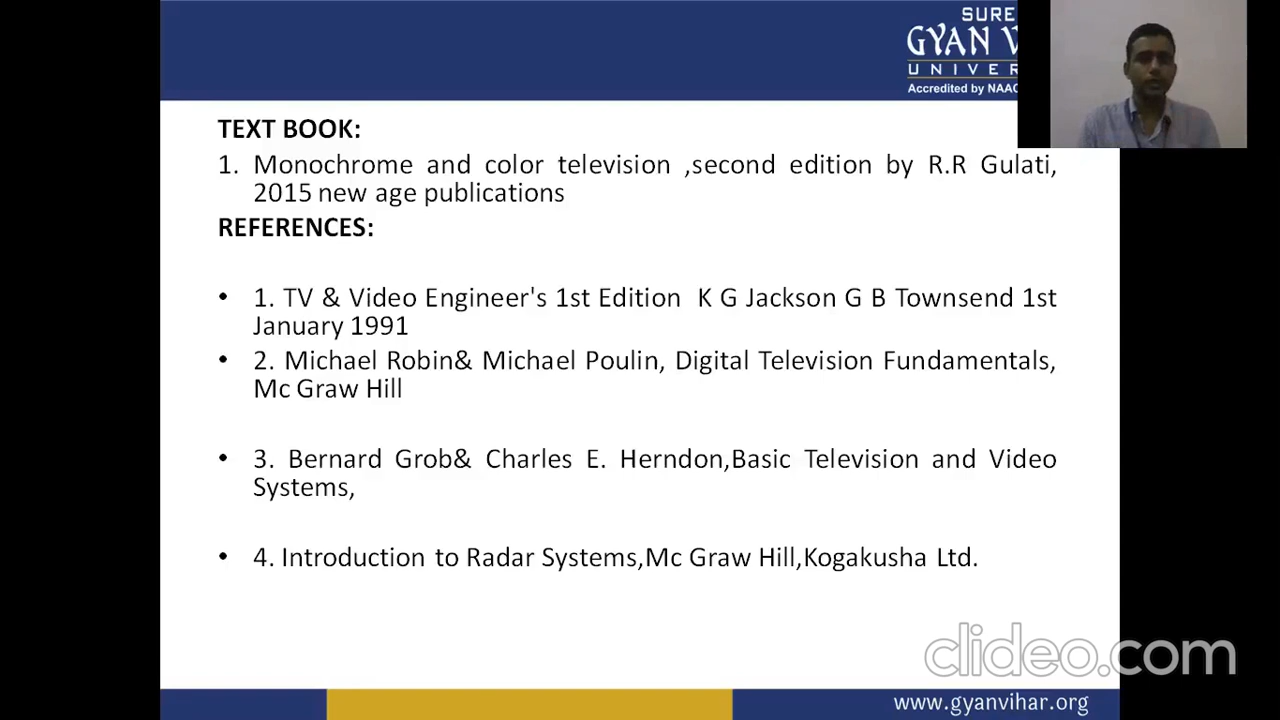 SURE
GYAN V
UNIVER
Accredited by NAAC
TEXT BOOK:
1. Monochrome and color television ,second edition by R.R Gulati,
2015 new age publications
REFERENCES:
• 1. TV & Video Engineer's 1st Edition K G Jackson G B Townsend 1st
January 1991
• 2. Michael Robin& Michael Poulin, Digital Television Fundamentals,
Mc Graw Hill
• 3. Bernard Grob& Charles E. Herndon,Basic Television and Video
Systems,
• 4. Introduction to Radar Systems,Mc Graw Hill,Kogakusha Ltd.
clideo.com
www.gyanvihar.org